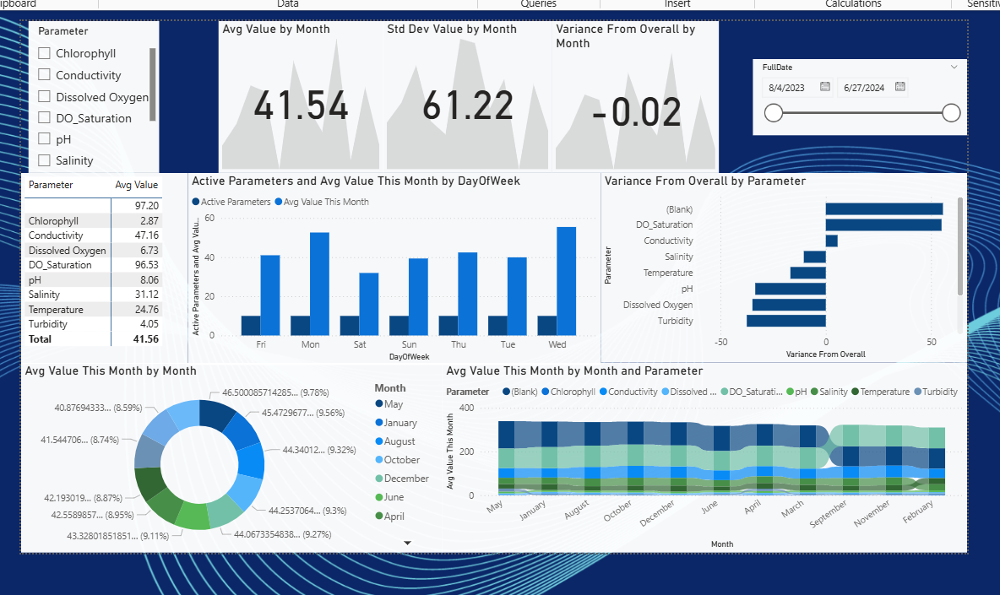 ipboard
Data
Queries
Insert
Calculations
Sensitiv
Parameter
Chlorophyll
Conductivity
Dissolved Oxygen
DO_Saturation
pH
Salinity
Avg Value by Month
41.54
Std Dev Value by Month
61.22
Variance From Overall by
Month
-0.02
FullDate
8/4/2023
6/27/2024
Parameter Avg Value
97.20
Chlorophyll 2.87
Conductivity 47.16
Dissolved Oxygen 6.73
DO_Saturation 96.53
pH 8.06
Salinity 31.12
Temperature 24.76
Turbidity 4.05
Total 41.56
Active Parameters and Avg Value This Month by DayOfWeek
Active Parameters Avg Value This Month
Active Parameters and Avg Valu...
60
40
20
0
Fri Mon Sat Sun Thu Tue Wed
DayOfWeek
Variance From Overall by Parameter
Parameter
(Blank)
DO_Saturation
Conductivity
Salinity
Temperature
pH
Dissolved Oxygen
Turbidity
-50 0 50
Variance From Overall
Avg Value This Month by Month
46.500085714285... (9.78%)
45.4729677... (9.56%)
44.34012... (9.32%)
44.2537064... (9.3%)
44.0673354838... (9.27%)
43.32801851851... (9.11%)
42.5589857... (8.95%)
42.193019... (8.87%)
41.544706... (8.74%)
40.87694333... (8.59%)
Month
May
January
August
October
December
June
April
Avg Value This Month by Month and Parameter
Parameter (Blank) Chlorophyll Conductivity Dissolved ... DO_Saturati... pH Salinity Temperature Turbidity
Avg Value This Month
400
200
0
May January August October December June April March September November February
Month